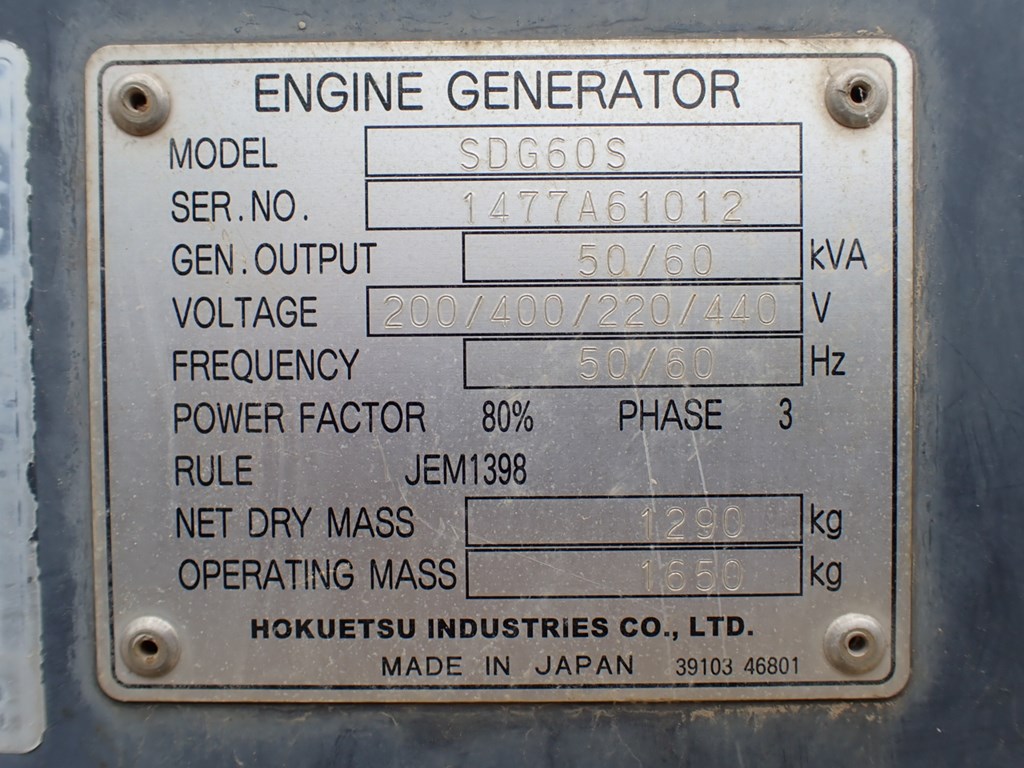 ENGINE GENERATOR
MODEL SDG60S
SER.NO. 1477A61012
GEN.OUTPUT 50/60 kVA
VOLTAGE 200/400/220/440 V
FREQUENCY 50/60 Hz
POWER FACTOR 80% PHASE 3
RULE JEM1398
NET DRY MASS 1290 kg
OPERATING MASS 1650 kg
HOKUETSU INDUSTRIES CO., LTD.
MADE IN JAPAN 39103 46801